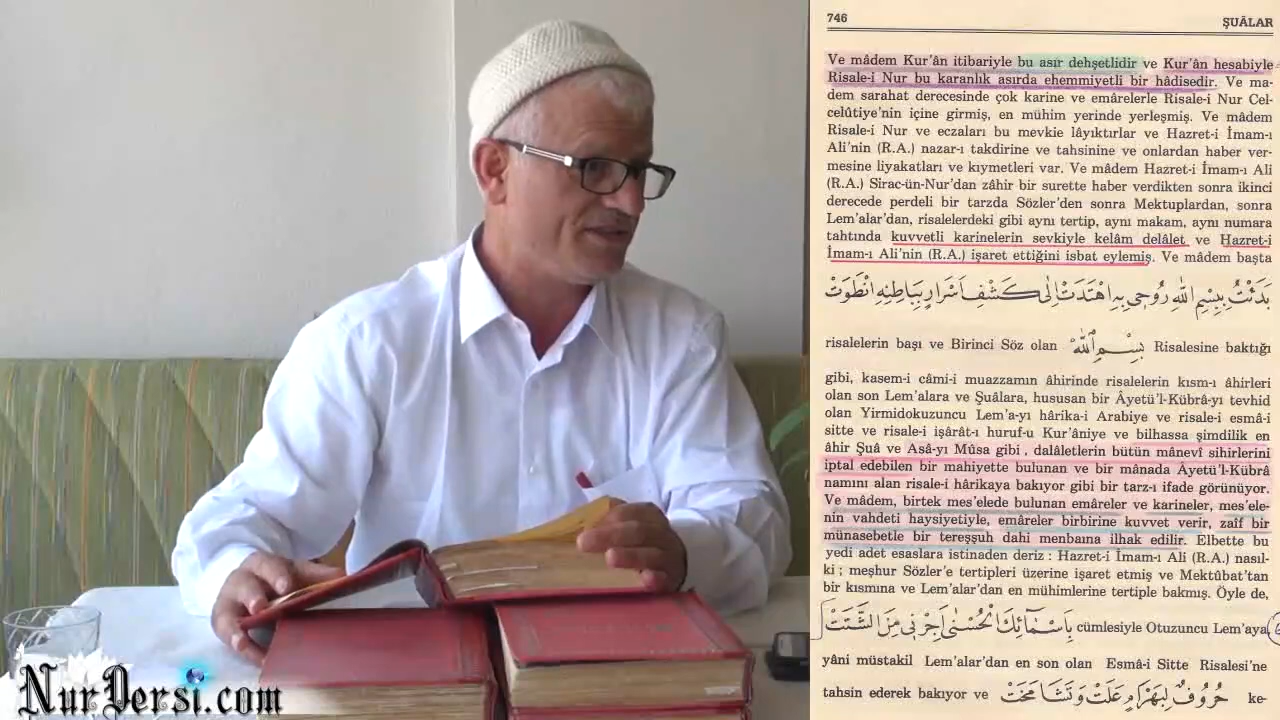 746
ŞUÂLAR
Ve mâdem Kur'ân itibariyle bu asır dehşetlidir ve Kur'ân hesabiyle
Risale-i Nur bu karanlık asırda ehemmiyetli bir hâdisedir. Ve ma-
dem sarahat derecesinde çok karine ve emârelerle Risale-i Nur Cel-
celûtiye'nin içine girmiş, en mühim yerinde yerleşmiş. Ve mâdem
Risale-i Nur ve eczaları bu mevkie lâyıktırlar ve Hazret-i İmam-ı
Ali'nin (R.A.) nazar-ı takdirine ve tahsinine ve onlardan haber ver-
mesine liyakatları ve kıymetleri var. Ve mâdem Hazret-i İmam-ı Ali
(R.A.) Sirac-ün-Nur'dan zâhir bir surette haber verdikten sonra ikinci
derecede perdeli bir tarzda Sözler'den sonra Mektuplardan, sonra
Lem'alar'dan, risalelerdeki gibi aynı tertip, aynı makam, aynı numara
tahtında kuvvetli karinelerin sevkiyle kelâm delâlet ve Hazret-i
İmam-ı Ali'nin (R.A.) işaret ettiğini isbat eylemiş. Ve mâdem başta
بَدَئْتُ بِبِسْمِ اللهِ رُوحِى بِهِ اهْتَدَتْ اِلٰى كَشْفِ اَسْرَارٍ بِبَاطِنِهِ انْطَوَتْ
risalelerin başı ve Birinci Söz olan بِسْمِ اللهِ Risalesine baktığı
gibi, kasem-i câmi-i muazzamın âhirinde risalelerin kısm-ı âhirleri
olan son Lem'alara ve Şuâlara, hususan bir Âyetü'l-Kübrâ-yı tevhid
olan Yirmidokuzuncu Lem'a-yı hârika-i Arabiye ve risale-i esmâ-i
sitte ve risale-i işârât-ı huruf-u Kur'âniye ve bilhassa şimdilik en
âhir Şuâ ve Asâ-yı Mûsa gibi, dalâletlerin bütün mânevî sihirlerini
iptal edebilen bir mahiyette bulunan ve bir mânada Âyetü'l-Kübrâ
namını alan risale-i hârikaya bakıyor gibi bir tarz-ı ifade görünüyor.
Ve mâdem, birtek mes'elede bulunan emâreler ve karineler, mes'ele-
nin vahdeti haysiyetiyle, emâreler birbirine kuvvet verir, zaîf bir
münasebetle bir tereşşuh dahi menbaına ilhak edilir. Elbette bu
yedi adet esaslara istinaden deriz : Hazret-i İmam-ı Ali (R.A.) nasıl-
ki ; meşhur Sözler'e tertipleri üzerine işaret etmiş ve Mektûbat'tan
bir kısmına ve Lem'alar'dan en mühimlerine tertiple bakmış. Öyle de,
بِاَسْمَآئِكَ الْحُسْنٰى اَجِرْنِى مِنَ الشَّتَتْ cümlesiyle Otuzuncu Lem'aya,
yâni müstakil Lem'alar'dan en son olan Esmâ-i Sitte Risalesi'ne
tahsin ederek bakıyor ve حُرُوفٌ لِبَهْرَامٍ عَلَتْ وَتَشَامَخَتْ ke-
NurDersi.com